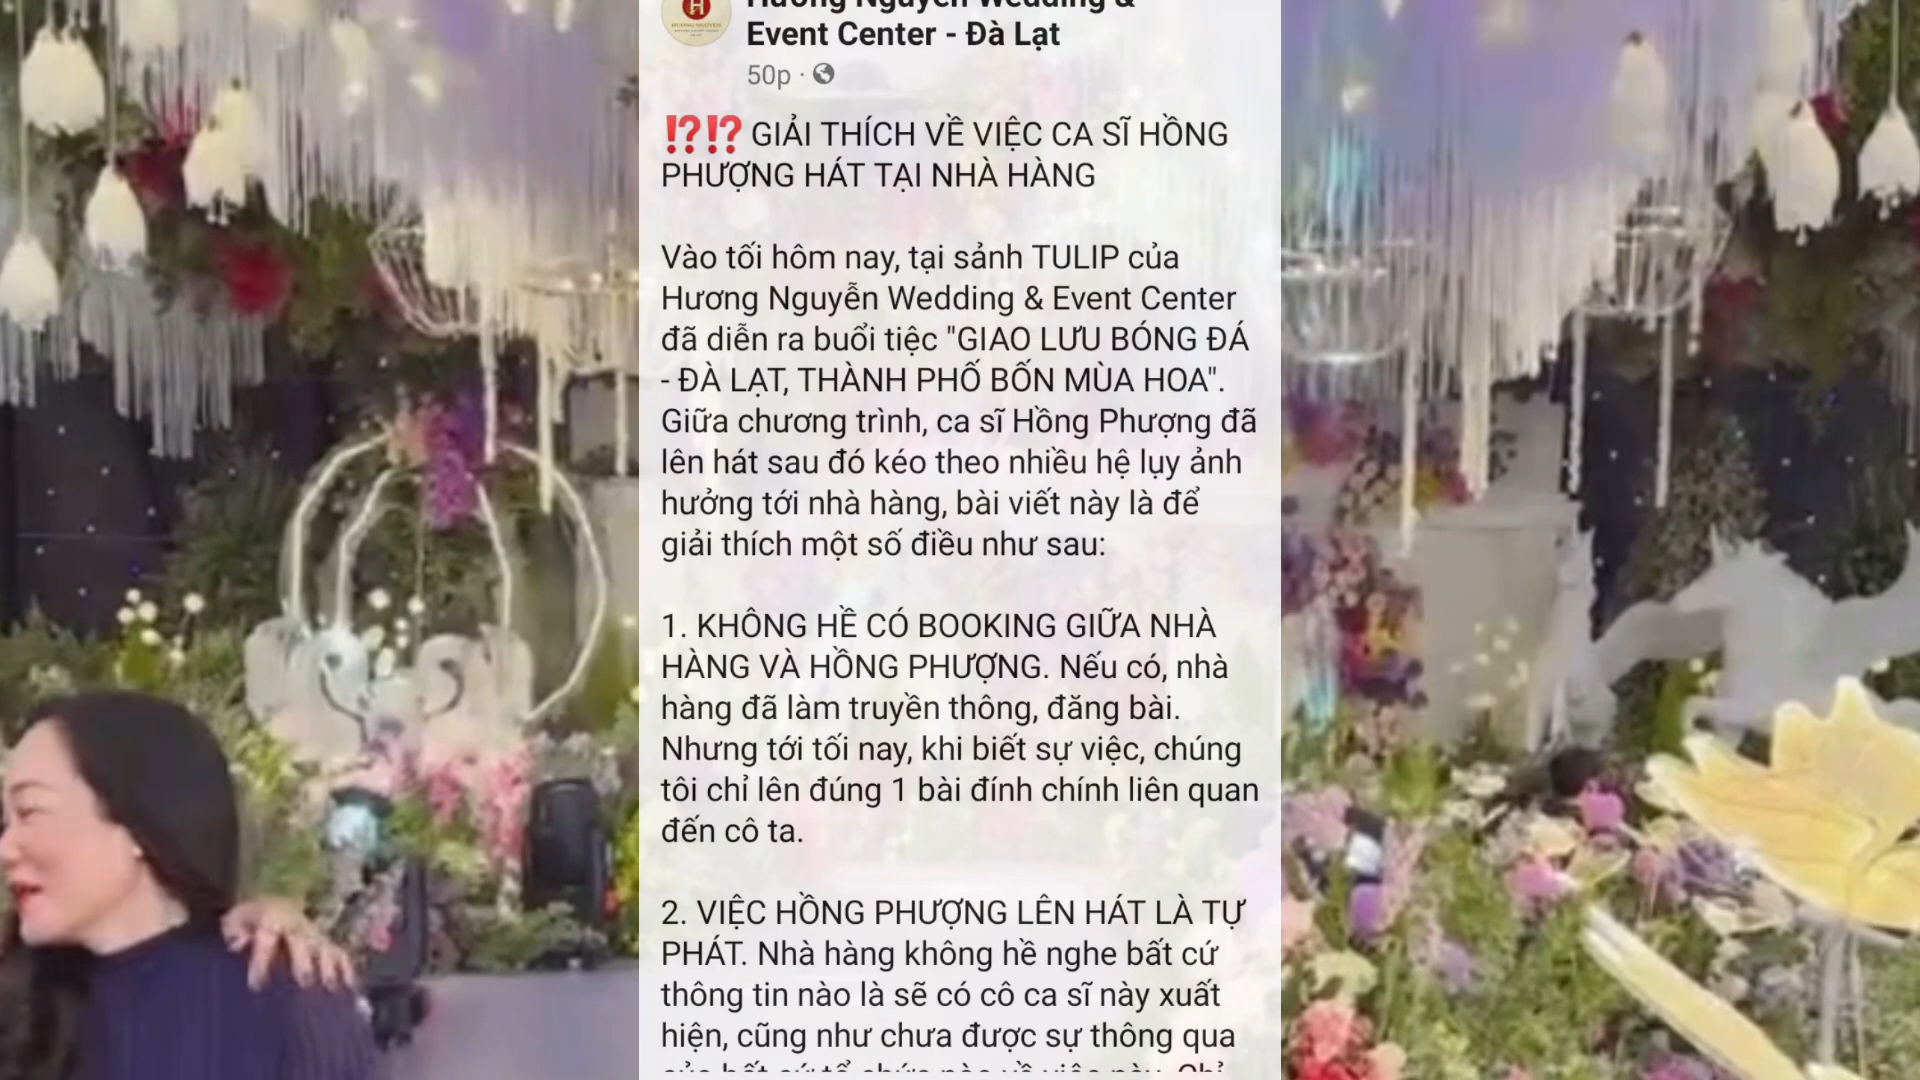 Hương Nguyễn Wedding &
Event Center - Đà Lạt
50p ·
⁉️⁉️ GIẢI THÍCH VỀ VIỆC CA SĨ HỒNG
PHƯỢNG HÁT TẠI NHÀ HÀNG
Vào tối hôm nay, tại sảnh TULIP của
Hương Nguyễn Wedding & Event Center
đã diễn ra buổi tiệc "GIAO LƯU BÓNG ĐÁ
- ĐÀ LẠT, THÀNH PHỐ BỐN MÙA HOA".
Giữa chương trình, ca sĩ Hồng Phượng đã
lên hát sau đó kéo theo nhiều hệ lụy ảnh
hưởng tới nhà hàng, bài viết này là để
giải thích một số điều như sau:
1. KHÔNG HỀ CÓ BOOKING GIỮA NHÀ
HÀNG VÀ HỒNG PHƯỢNG. Nếu có, nhà
hàng đã làm truyền thông, đăng bài.
Nhưng tới tối nay, khi biết sự việc, chúng
tôi chỉ lên đúng 1 bài đính chính liên quan
đến cô ta.
2. VIỆC HỒNG PHƯỢNG LÊN HÁT LÀ TỰ
PHÁT. Nhà hàng không hề nghe bất cứ
thông tin nào là sẽ có cô ca sĩ này xuất
hiện, cũng như chưa được sự thông qua